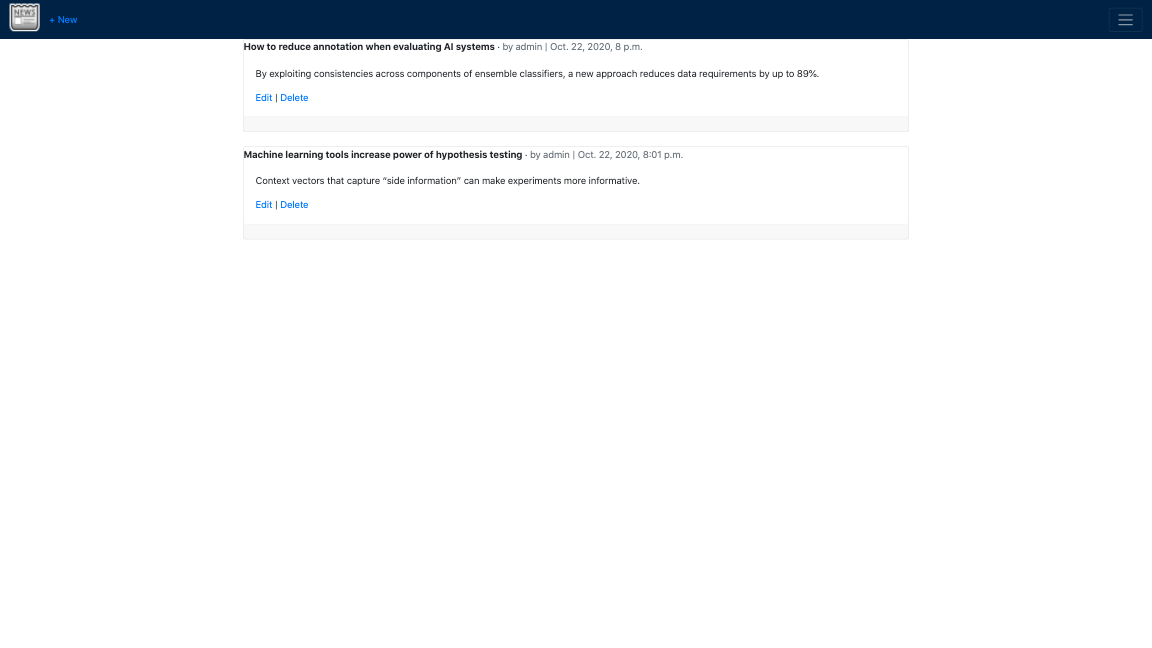 NEWS
+ New
How to reduce annotation when evaluating AI systems · by admin | Oct. 22, 2020, 8 p.m.
By exploiting consistencies across components of ensemble classifiers, a new approach reduces data requirements by up to 89%.
Edit | Delete
Machine learning tools increase power of hypothesis testing · by admin | Oct. 22, 2020, 8:01 p.m.
Context vectors that capture “side information” can make experiments more informative.
Edit | Delete